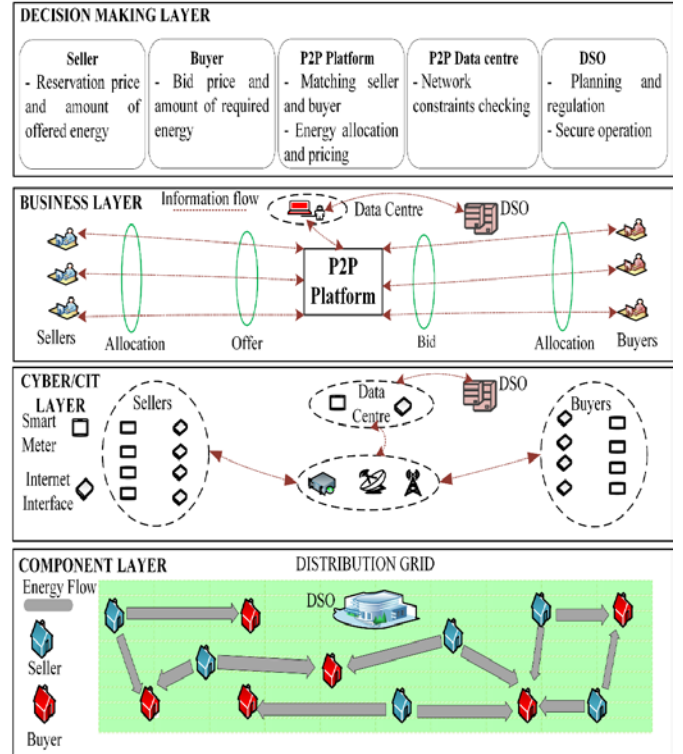 DECISION MAKING LAYER
Seller
- Reservation price
and amount of
offered energy
Buyer
- Bid price and
amount of required
energy
P2P Platform
- Matching seller
and buyer
- Energy allocation
and pricing
P2P Data centre
- Network
constraints checking
DSO
- Planning and
regulation
- Secure operation
BUSINESS LAYER
Information flow
Data Centre
DSO
P2P
Platform
Sellers
Allocation
Offer
Bid
Allocation
Buyers
CYBER/CIT
LAYER
Smart
Meter
Internet
Interface
Sellers
Data
Centre
DSO
Buyers
COMPONENT LAYER
DISTRIBUTION GRID
Energy Flow
DSO
Seller
Buyer